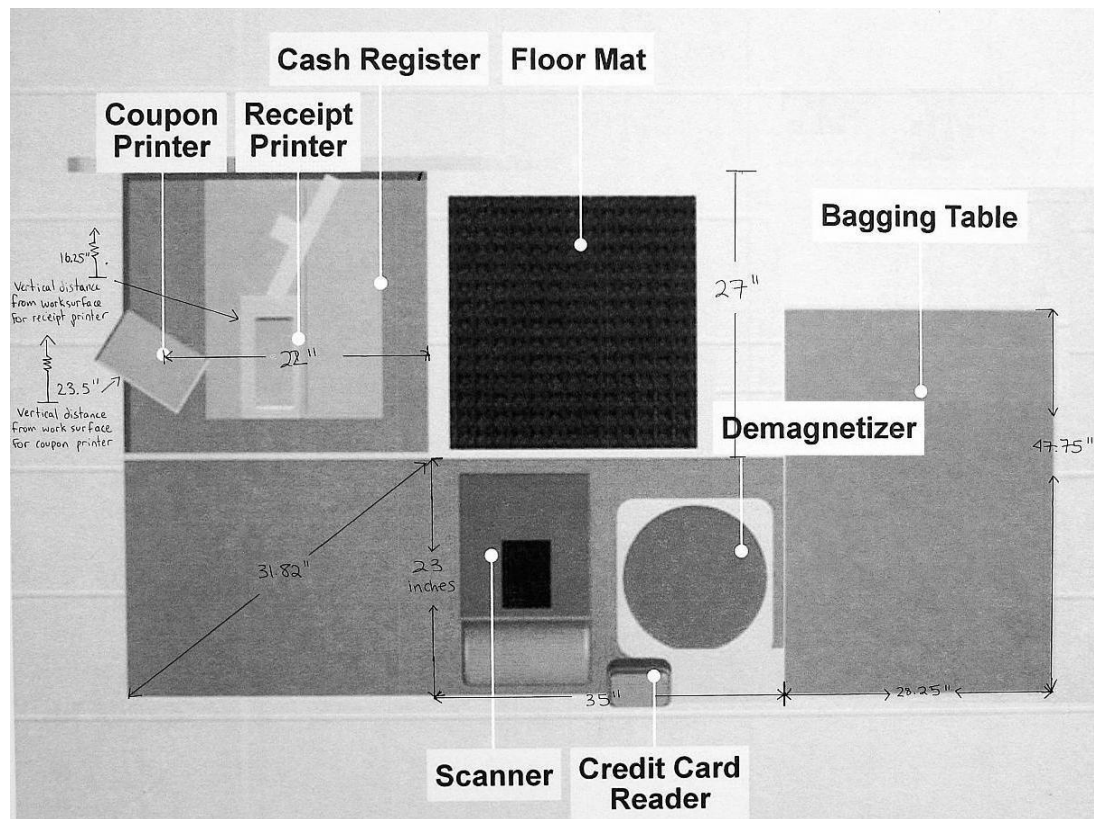 Cash Register
Floor Mat
Coupon
Printer
Receipt
Printer
Bagging Table
16.25"
Vertical distance
from worksurface
for receipt printer
27"
22"
23.5"
Vertical distance
from work surface
for coupon printer
Demagnetizer
47.75"
31.82"
23
inches
35"
28.25"
Scanner
Credit Card
Reader